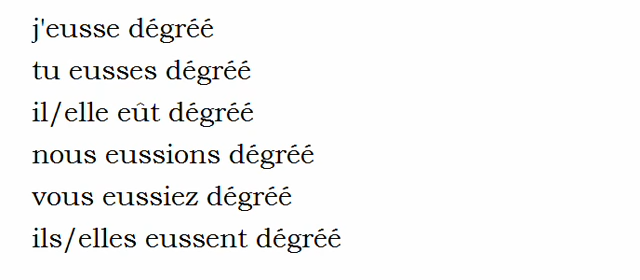 j'eusse dégréé
tu eusses dégréé
il/elle eût dégréé
nous eussions dégréé
vous eussiez dégréé
ils/elles eussent dégréé